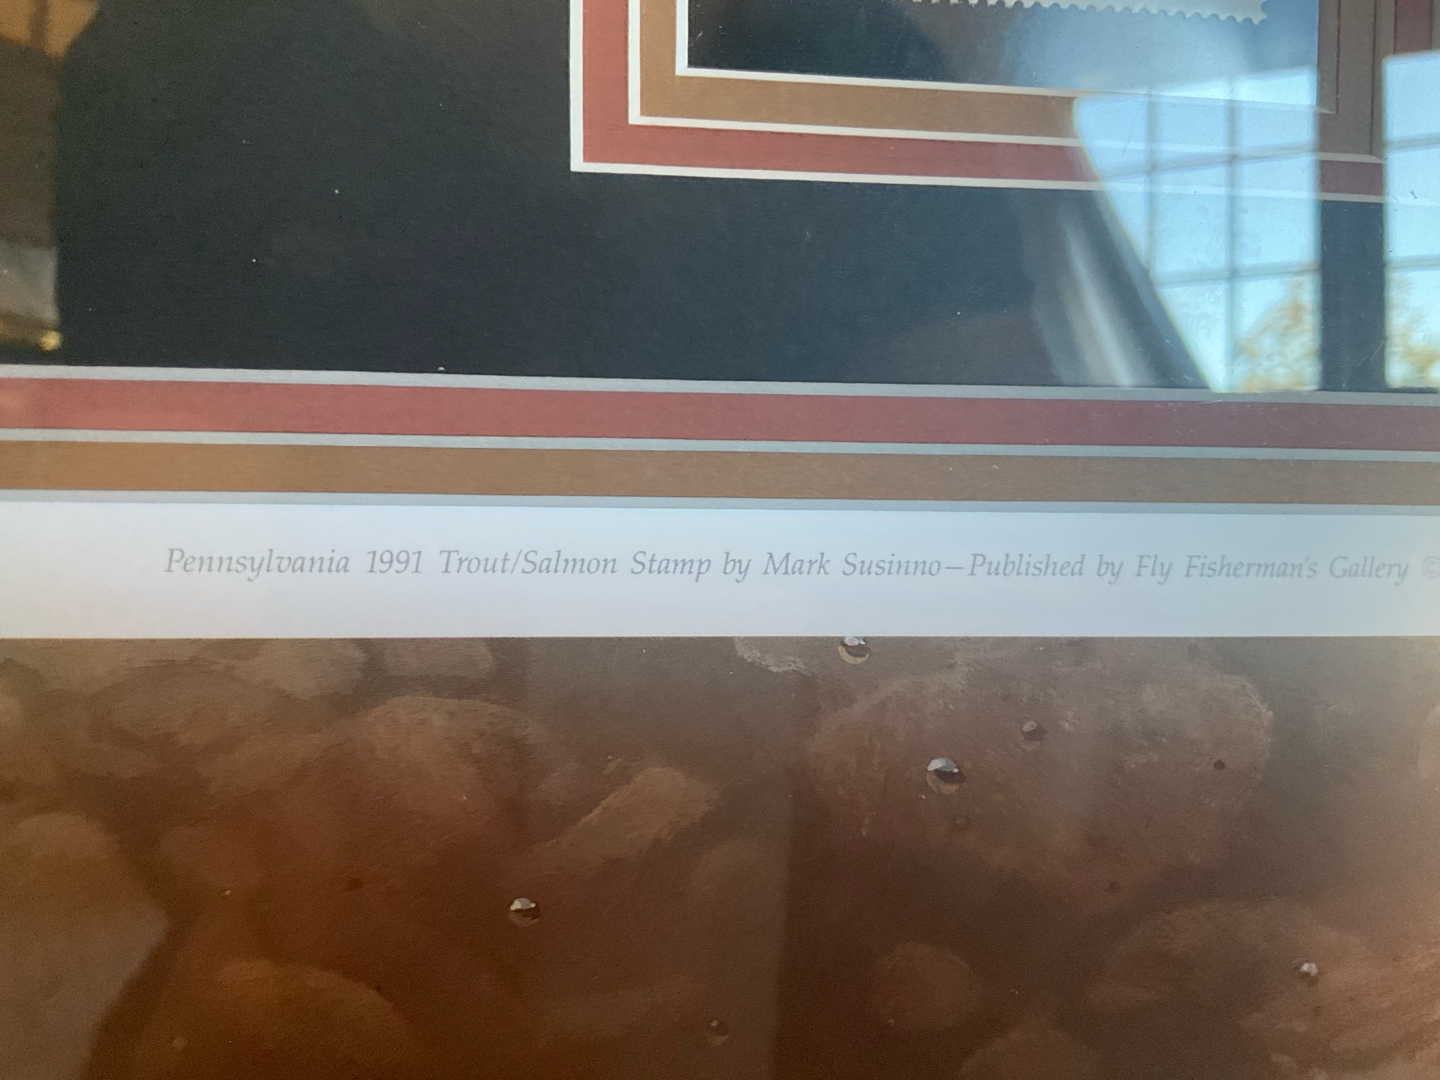 Pennsylvania 1991 Trout/Salmon Stamp by Mark Susinno—Published by Fly Fisherman's Gallery ©